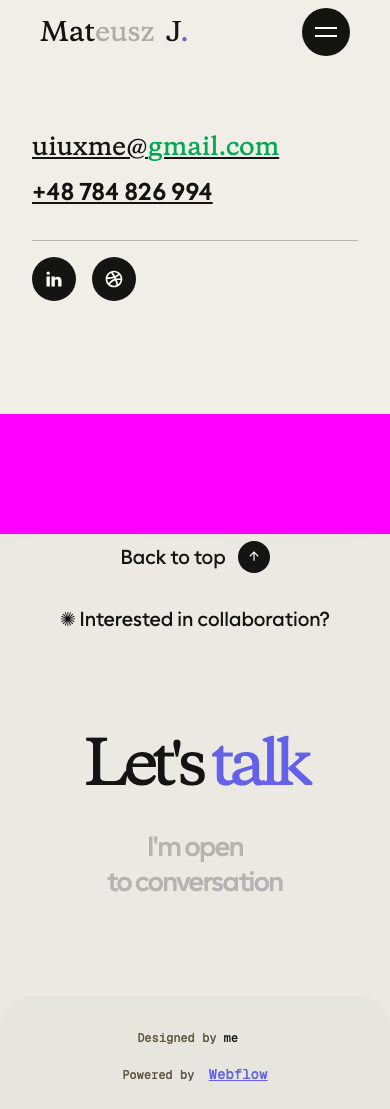 Mateusz J.
uiuxme@gmail.com
+48 784 826 994
in
Back to top ↑
✺ Interested in collaboration?
Let's talk
I'm open
to conversation
Designed by me
Powered by Webflow